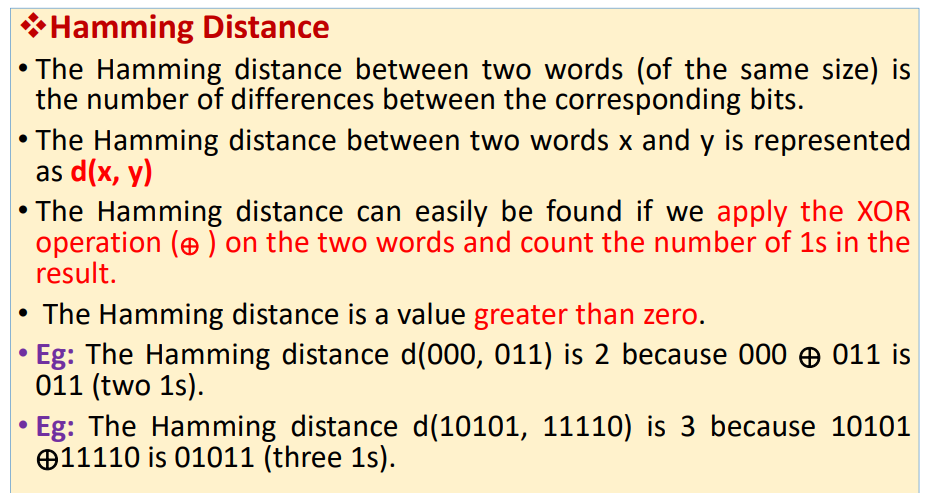 ❖Hamming Distance
• The Hamming distance between two words (of the same size) is
the number of differences between the corresponding bits.
• The Hamming distance between two words x and y is represented
as d(x, y)
• The Hamming distance can easily be found if we apply the XOR
operation (⊕ ) on the two words and count the number of 1s in the
result.
• The Hamming distance is a value greater than zero.
• Eg: The Hamming distance d(000, 011) is 2 because 000 ⊕ 011 is
011 (two 1s).
• Eg: The Hamming distance d(10101, 11110) is 3 because 10101
⊕11110 is 01011 (three 1s).